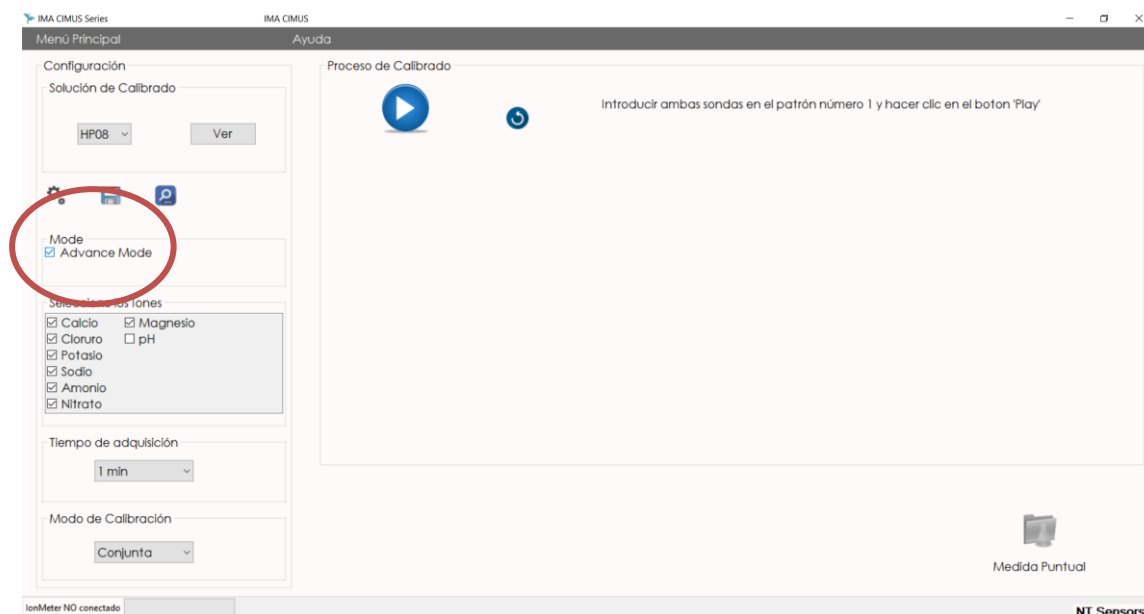 IMA CIMUS Series IMA CIMUS
Menú Principal Ayuda
Configuración
Solución de Calibrado
HP08 Ver
Mode
Advance Mode
Seleccione los Iones
Calcio Magnesio
Cloruro pH
Potasio
Sodio
Amonio
Nitrato
Tiempo de adquisición
1 min
Modo de Calibración
Conjunta
Proceso de Calibrado
Introducir ambas sondas en el patrón número 1 y hacer clic en el boton 'Play'
Medida Puntual
IonMeter NO conectado
NT Sensors